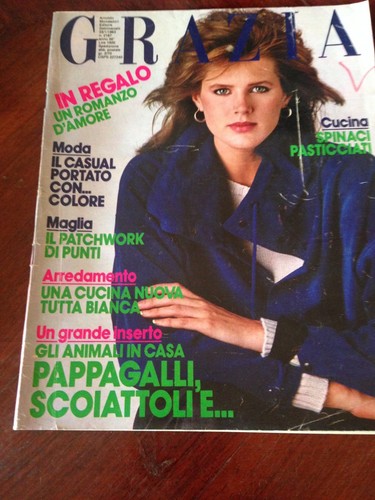 GRAZIA
IN REGALO
UN ROMANZO
D'AMORE
Moda
IL CASUAL
PORTATO
CON...
COLORE
Maglia
IL PATCHWORK
DI PUNTI
Arredamento
UNA CUCINA NUOVA
TUTTA BIANCA
Un grande inserto
GLI ANIMALI IN CASA
PAPPAGALLI,
SCOIATTOLI E...
Cucina
SPINACI
PASTICCIATI